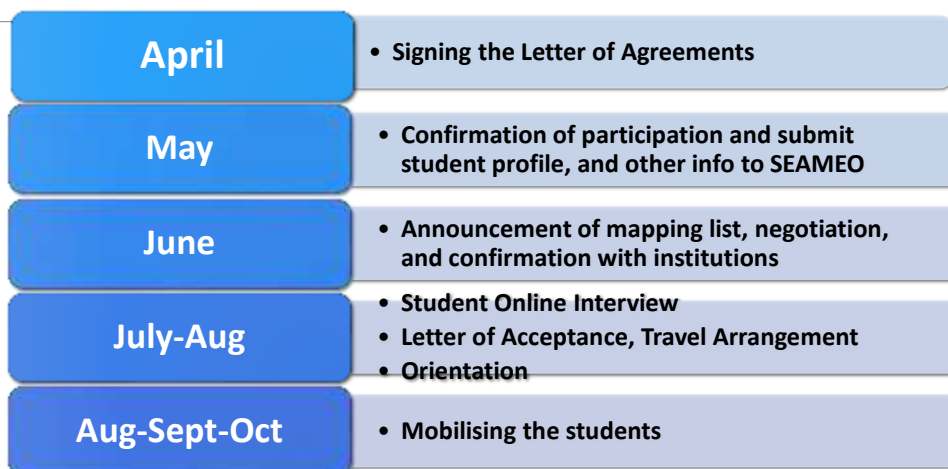 April
• Signing the Letter of Agreements
May
• Confirmation of participation and submit
student profile, and other info to SEAMEO
June
• Announcement of mapping list, negotiation,
and confirmation with institutions
July-Aug
• Student Online Interview
• Letter of Acceptance, Travel Arrangement
• Orientation
Aug-Sept-Oct
• Mobilising the students